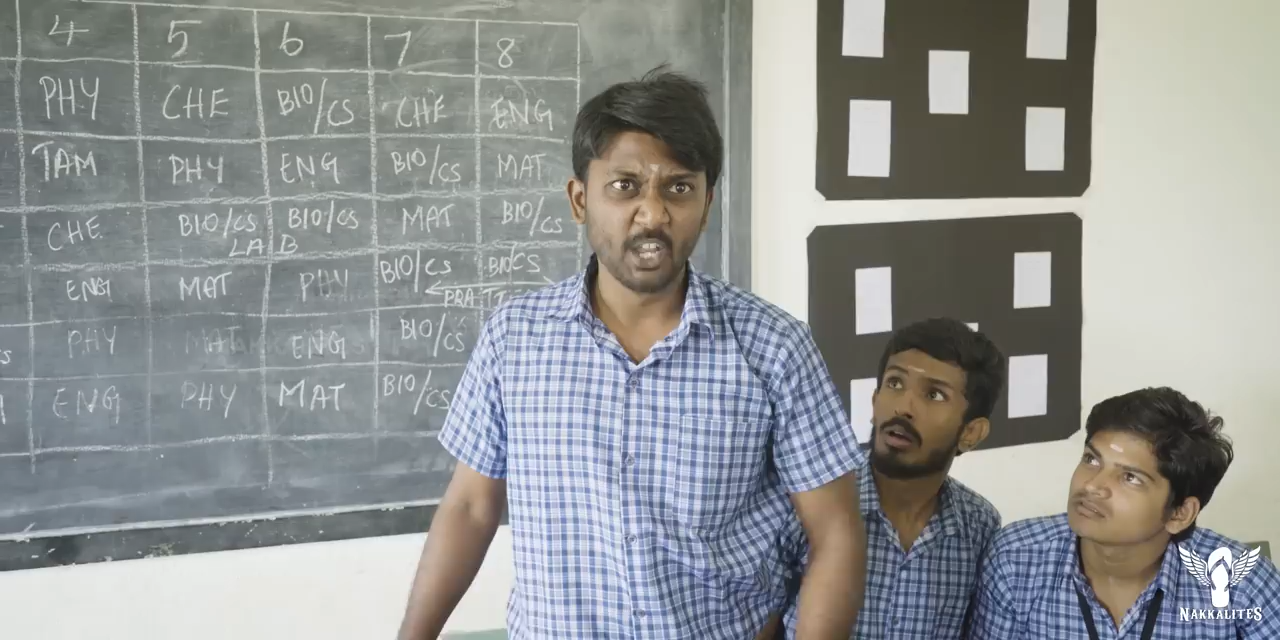 4 5 6 7 8
PHY CHE BIO/CS CHE ENG
TAM PHY ENG BIO/CS MAT
CHE BIO/CS BIO/CS MAT BIO/CS
LAB
ENG MAT PHY BIO/CS BIO/CS
PHY MAT ENG BIO/CS
ENG PHY MAT BIO/CS
NAKKALITES